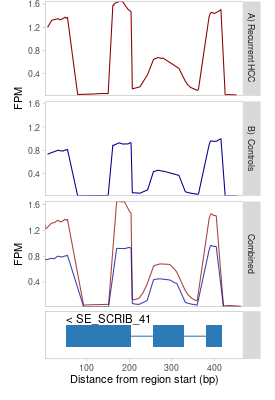 1.6
1.2
0.8
0.4
A) Recurrent HCC
FPM
1.6
1.2
0.8
0.4
B) Controls
1.6
1.2
0.8
0.4
Combined
FPM
< SE_SCRIB_41
100 200 300 400
Distance from region start (bp)